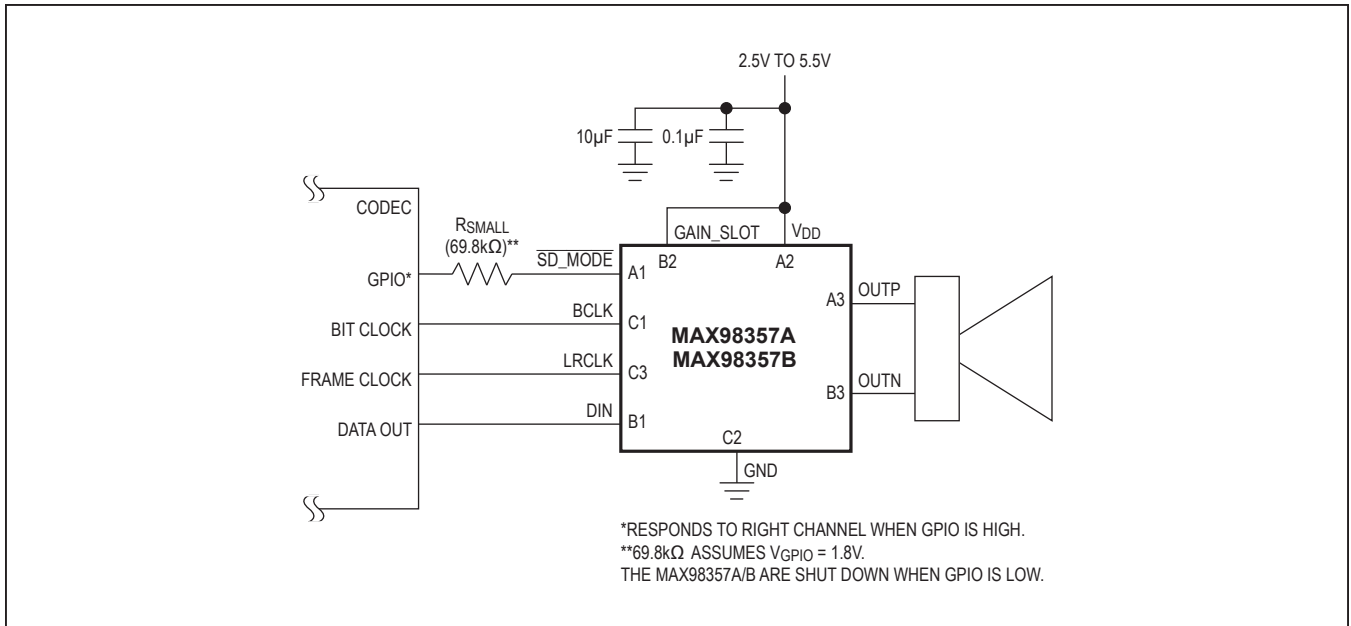 2.5V TO 5.5V
10µF
0.1µF
CODEC
RSMALL
(69.8kΩ)**
SD_MODE
GAIN_SLOT
VDD
B2
A2
GPIO*
A1
A3
OUTP
BIT CLOCK
BCLK
C1
MAX98357A
MAX98357B
FRAME CLOCK
LRCLK
C3
B3
OUTN
DATA OUT
DIN
B1
C2
GND
*RESPONDS TO RIGHT CHANNEL WHEN GPIO IS HIGH.
**69.8kΩ ASSUMES VGPIO = 1.8V.
THE MAX98357A/B ARE SHUT DOWN WHEN GPIO IS LOW.